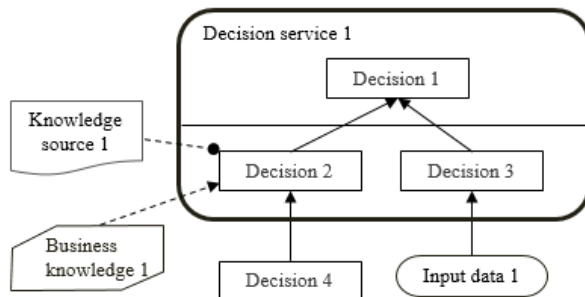 Decision service 1
Decision 1
Knowledge
source 1
Decision 2
Decision 3
Business
knowledge 1
Decision 4
Input data 1